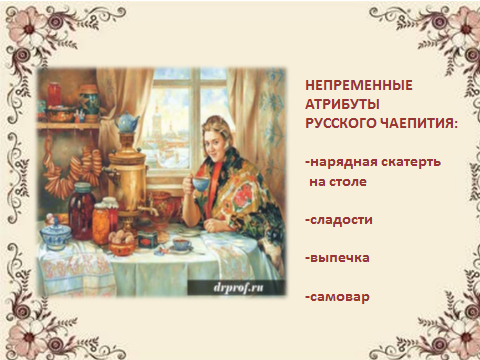 НЕПРЕМЕННЫЕ
АТРИБУТЫ
РУССКОГО ЧАЕПИТИЯ:
-нарядная скатерть
на столе
-сладости
-выпечка
-самовар
drprof.ru